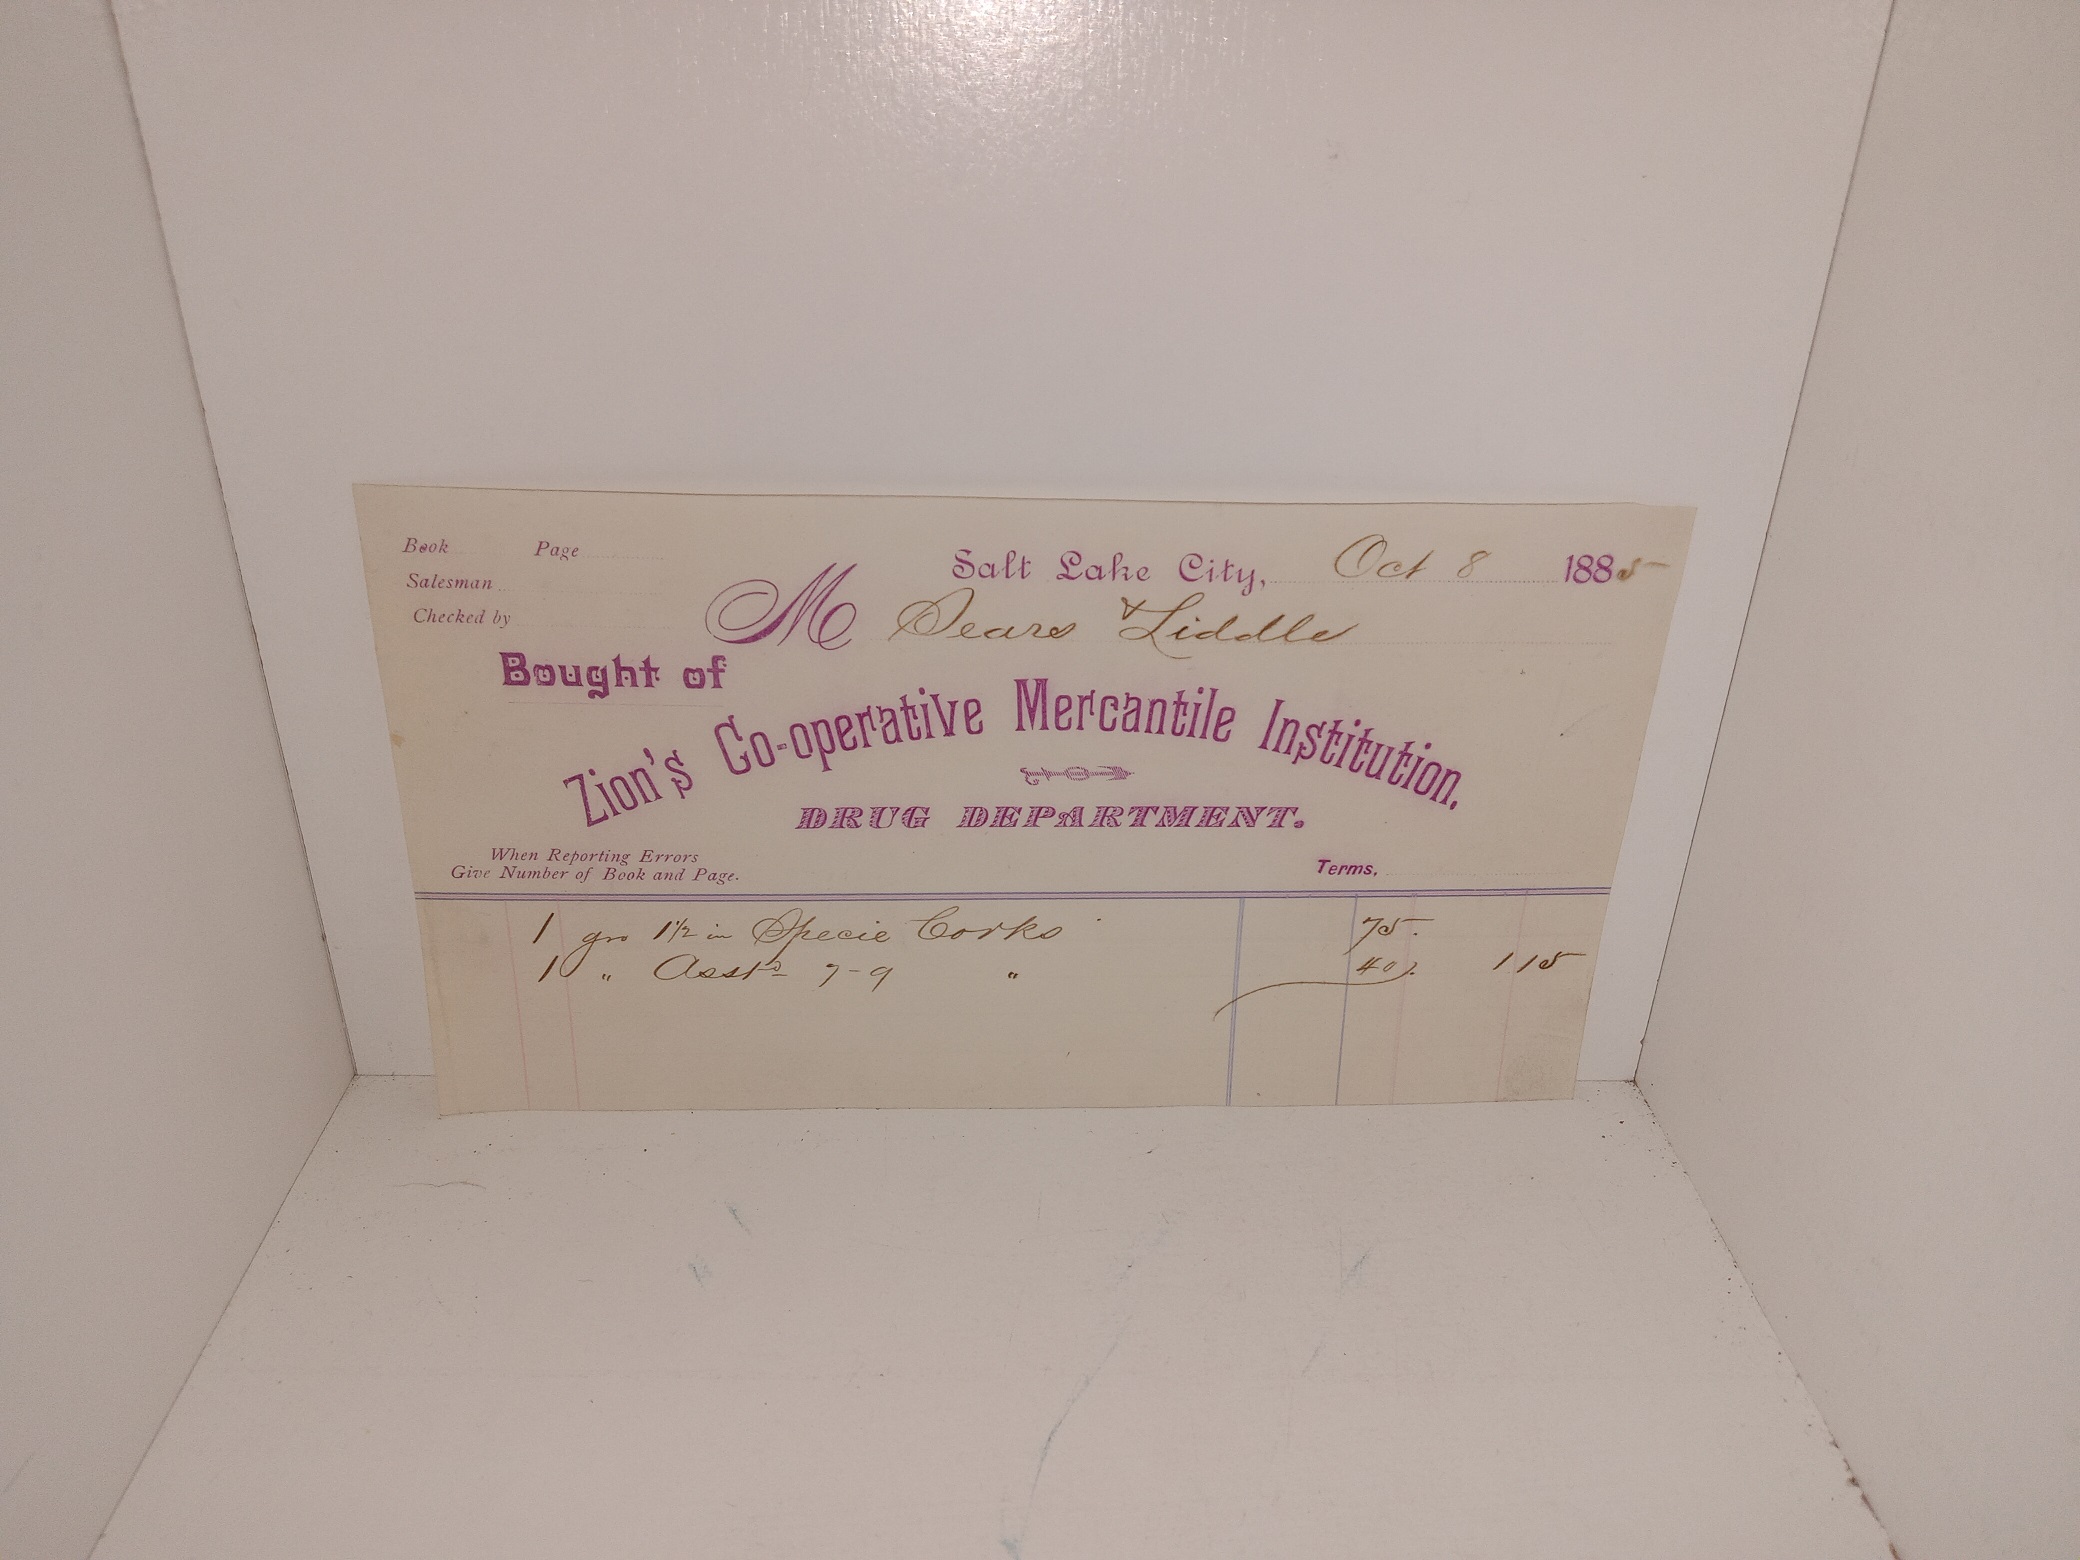 Book Page
Salt Lake City, Oct 8 1885
Salesman
Checked by
M Sears & Liddle
Bought of
Zion's Co-operative Mercantile Institution.
DRUG DEPARTMENT.
When Reporting Errors
Give Number of Book and Page.
Terms,
1 gro 1 1/2 in Specie Corks 75.
1 " Asstd 7-9 " 40 1 15